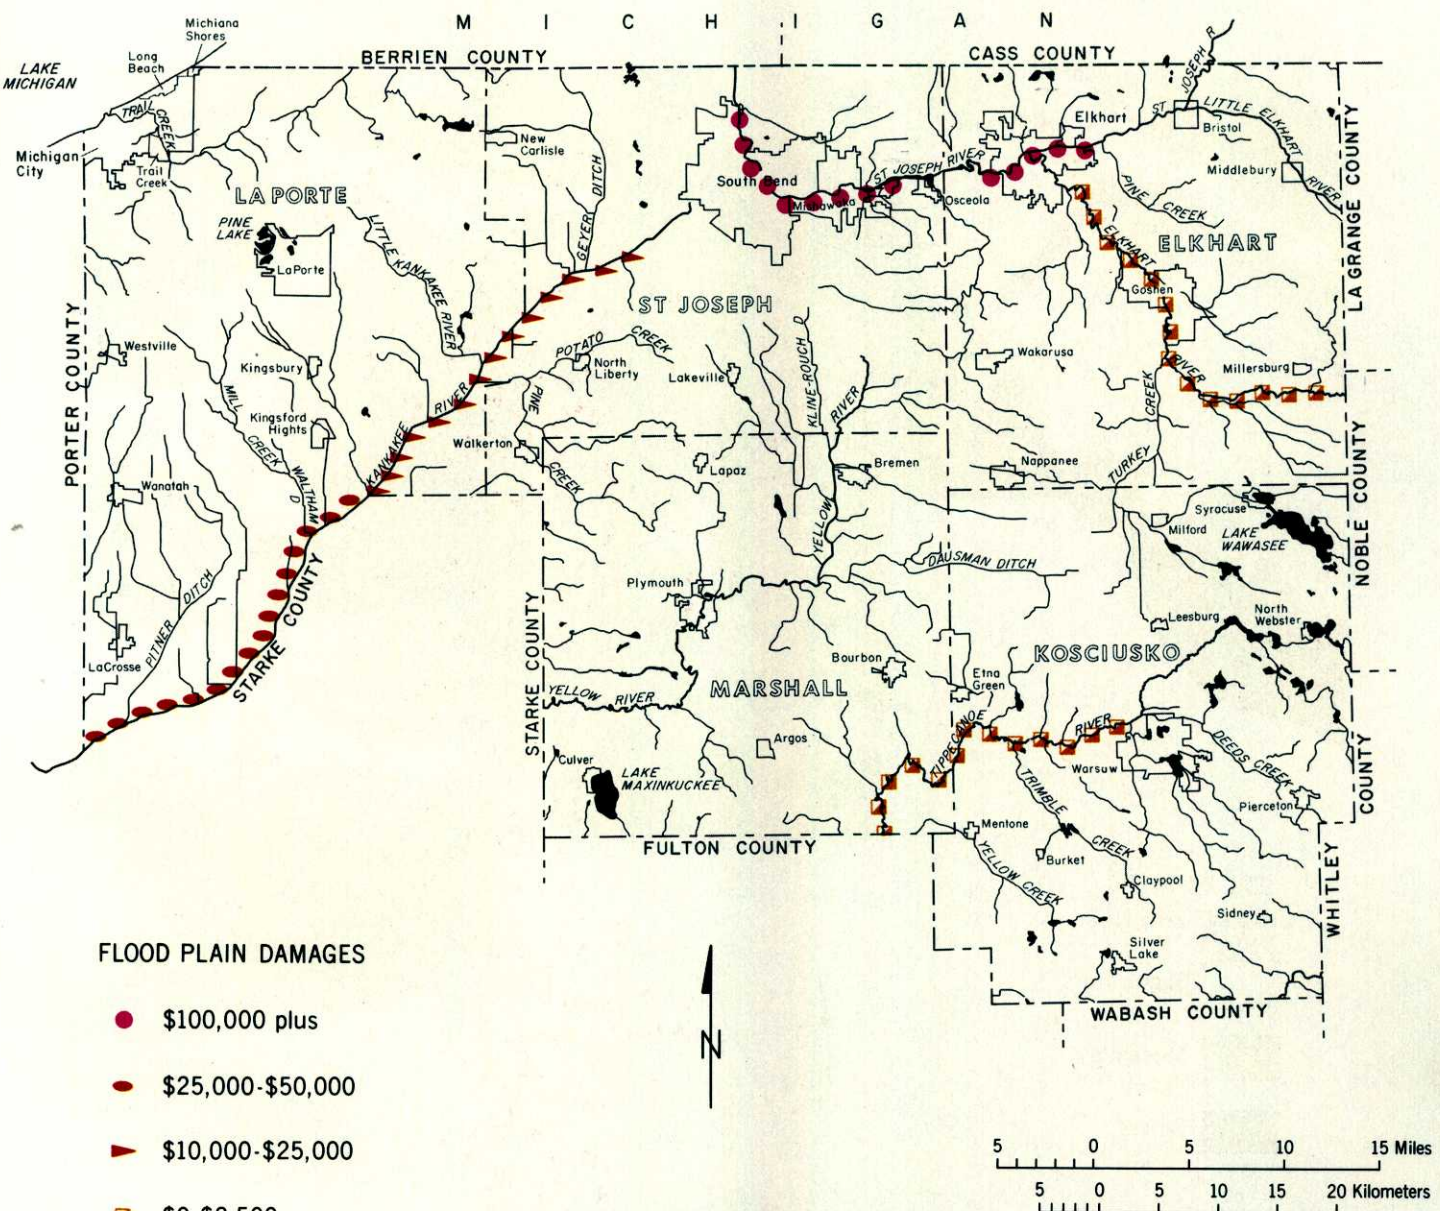 M I C H I G A N
Michiana
Shores
BERRIEN COUNTY
CASS COUNTY
LAKE
MICHIGAN
Long
Beach
TRAIL
CREEK
Michigan
City
Trail
Creek
LA PORTE
PINE
LAKE
LaPorte
LITTLE KANKAKEE RIVER
New
Carlisle
GEYER DITCH
South Bend
Mishawaka
ST JOSEPH RIVER
Osceola
Elkhart
ST JOSEPH R
Bristol
LITTLE ELKHART
RIVER
Middlebury
PINE CREEK
ELKHART
ELKHART
RIVER
Goshen
LA GRANGE COUNTY
ST JOSEPH
PORTER COUNTY
Westville
Kingsbury
MILL
CREEK
Kingsford
Hights
WALTHAM
D
KANKAKEE
RIVER
POTATO
CREEK
North
Liberty
PINE
CREEK
Walkerton
Lakeville
KLINE-ROUCH D
YELLOW
RIVER
Wakarusa
Millersburg
Wanatah
Lapaz
Bremen
Nappanee
TURKEY
CREEK
NOBLE COUNTY
Syracuse
Milford
LAKE
WAWASEE
DAUSMAN DITCH
PITNER DITCH
LaCrosse
STARKE COUNTY
STARKE COUNTY
Plymouth
Leesburg
North
Webster
KOSCIUSKO
Bourbon
MARSHALL
Etna
Green
YELLOW RIVER
TIPPECANOE
RIVER
Culver
LAKE
MAXINKUCKEE
Argos
Warsaw
DEEDS CREEK
Pierceton
COUNTY
TRIMBLE
CREEK
FULTON COUNTY
Mentone
YELLOW CREEK
Burket
Claypool
Sidney
WHITLEY
Silver
Lake
WABASH COUNTY
FLOOD PLAIN DAMAGES
$100,000 plus
$25,000-$50,000
$10,000-$25,000
N
5 0 5 10 15 Miles
5 0 5 10 15 20 Kilometers